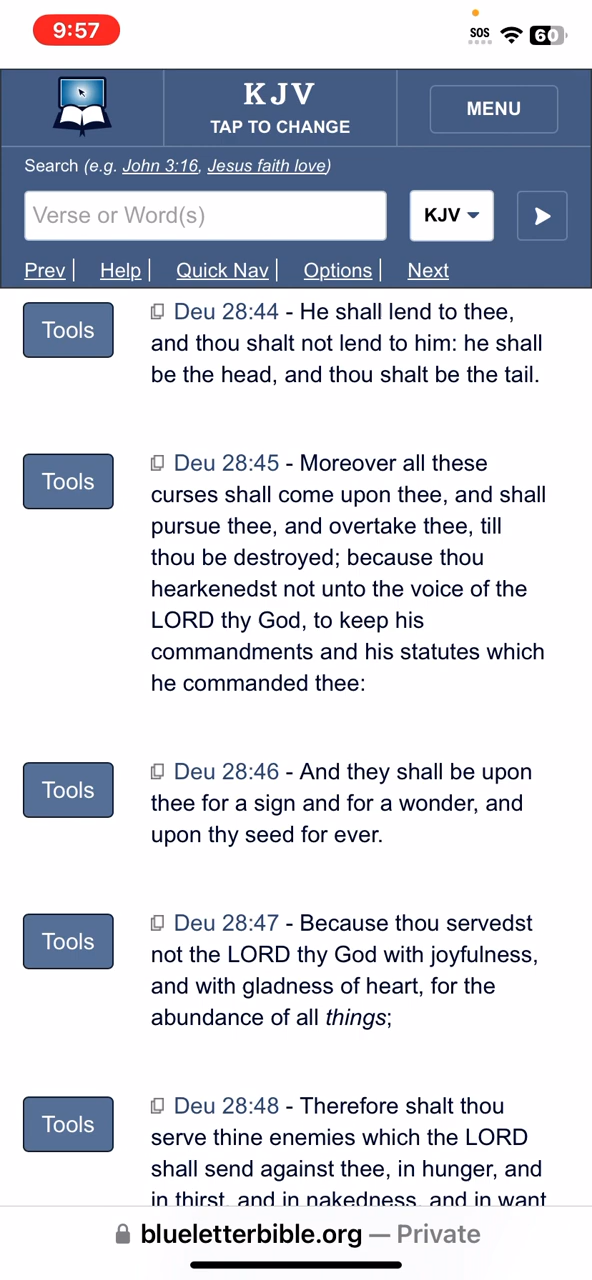 9:57
SOS
60
KJV
TAP TO CHANGE
MENU
Search (e.g. John 3:16, Jesus faith love)
Verse or Word(s)
KJV
Prev | Help | Quick Nav | Options | Next
Tools
Deu 28:44 - He shall lend to thee,
and thou shalt not lend to him: he shall
be the head, and thou shalt be the tail.
Tools
Deu 28:45 - Moreover all these
curses shall come upon thee, and shall
pursue thee, and overtake thee, till
thou be destroyed; because thou
hearkenedst not unto the voice of the
LORD thy God, to keep his
commandments and his statutes which
he commanded thee:
Tools
Deu 28:46 - And they shall be upon
thee for a sign and for a wonder, and
upon thy seed for ever.
Tools
Deu 28:47 - Because thou servedst
not the LORD thy God with joyfulness,
and with gladness of heart, for the
abundance of all things;
Tools
Deu 28:48 - Therefore shalt thou
serve thine enemies which the LORD
shall send against thee, in hunger, and
in thirst, and in nakedness, and in want
blueletterbible.org — Private